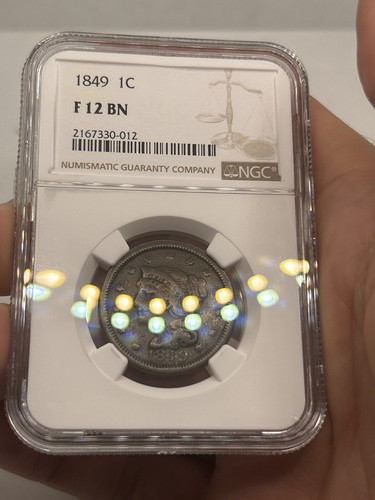 1849 1C
F 12 BN
2167330-012
NUMISMATIC GUARANTY COMPANY NGC®